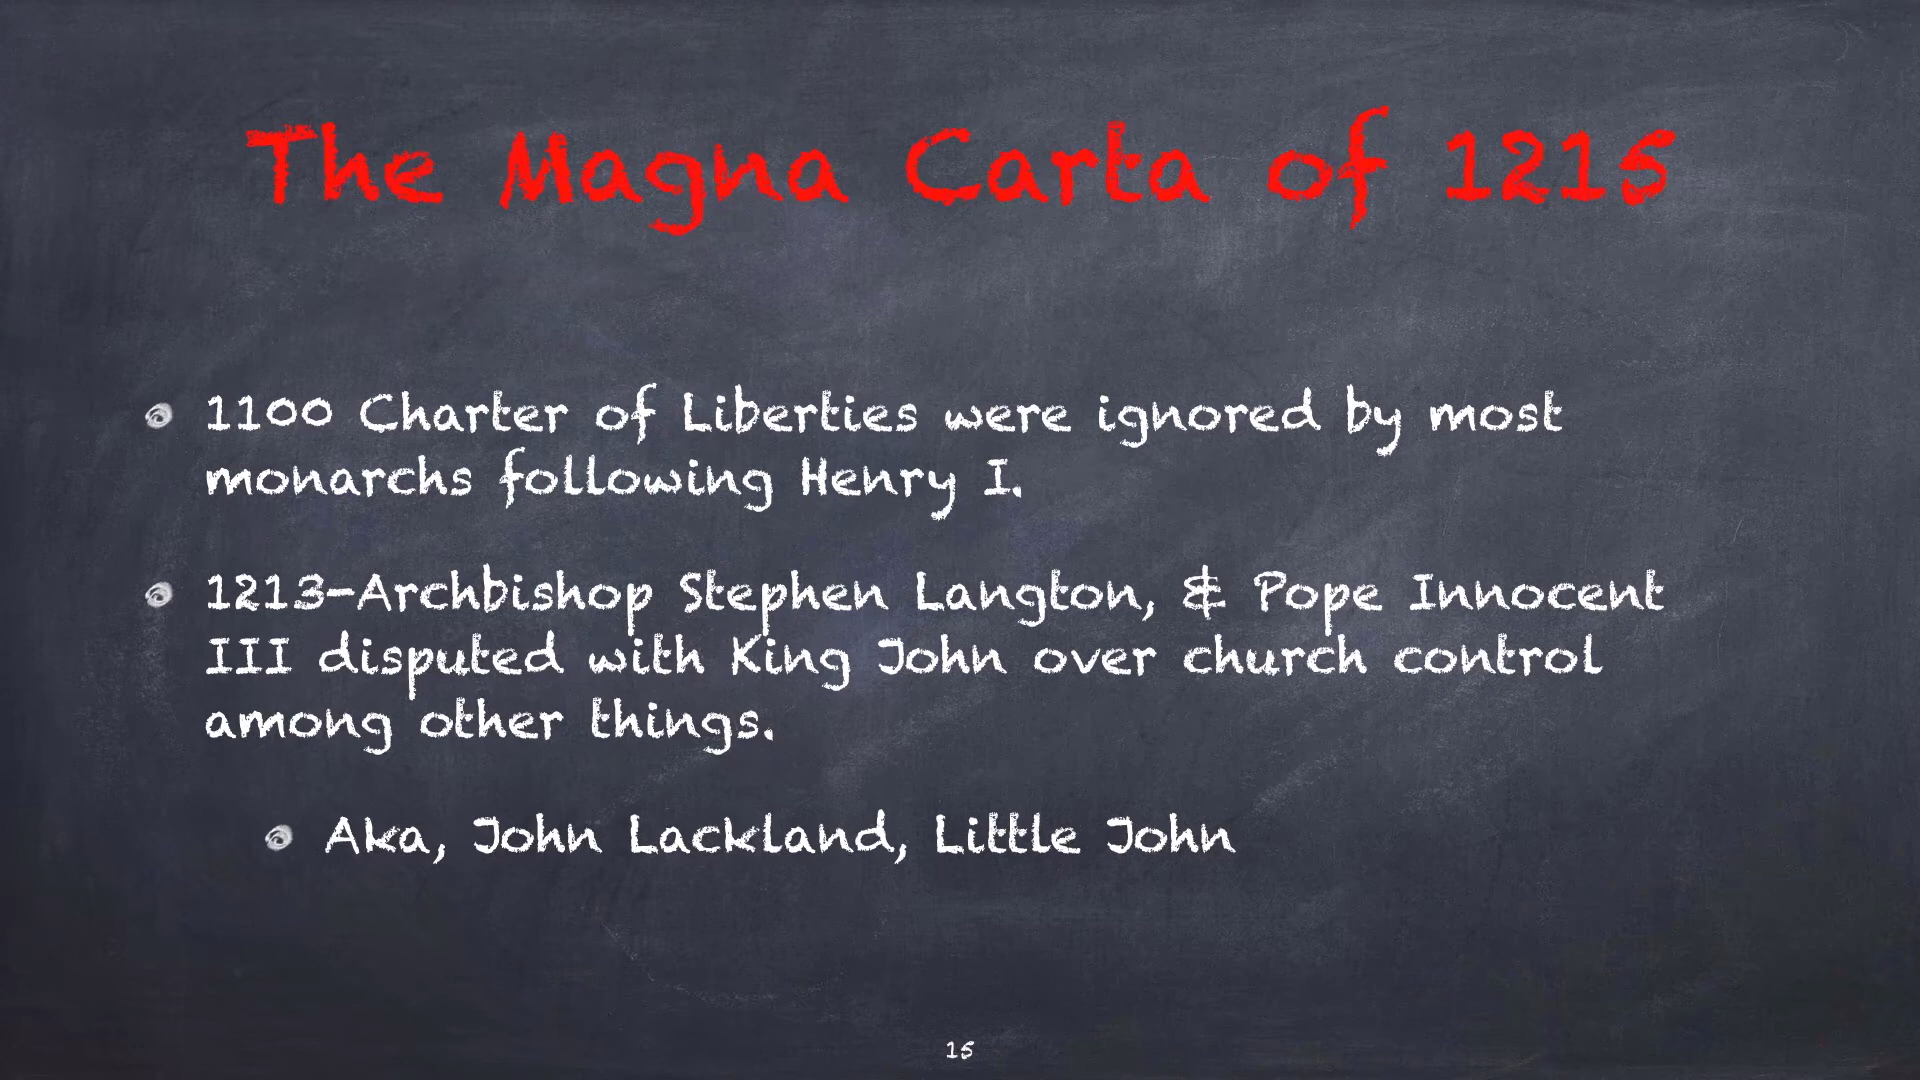 The Magna Carta of 1215
1100 Charter of Liberties were ignored by most
monarchs following Henry I.
1213-Archbishop Stephen Langton, & Pope Innocent
III disputed with King John over church control
among other things.
Aka, John Lackland, Little John
15